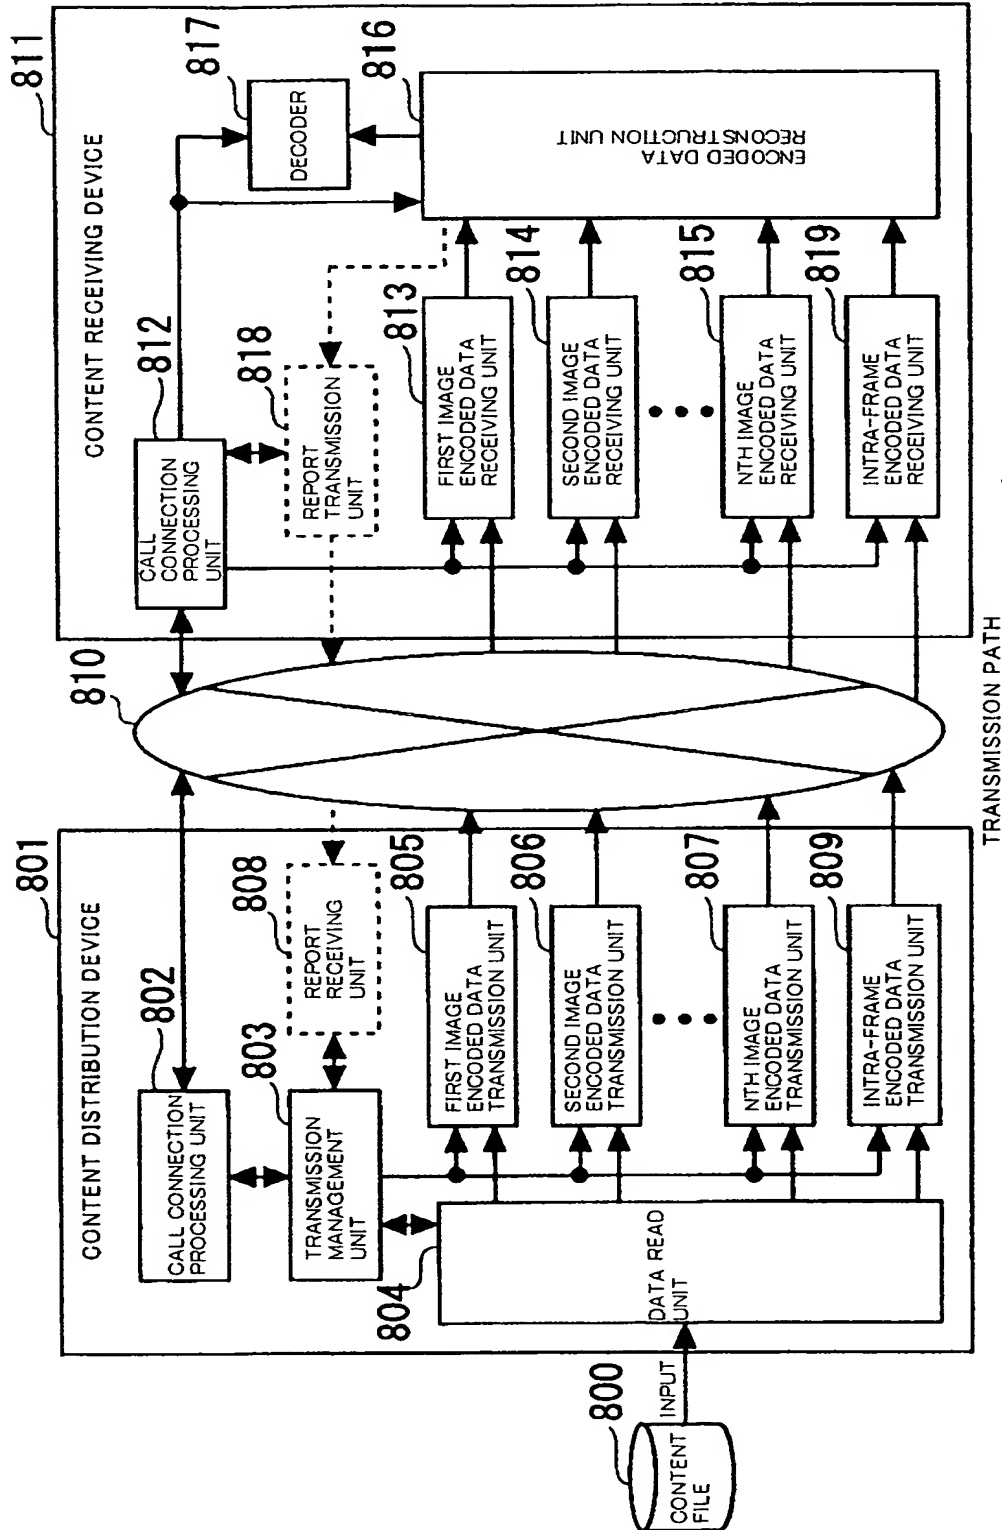 801
CONTENT DISTRIBUTION DEVICE
802
CALL CONNECTION
PROCESSING UNIT
803
TRANSMISSION
MANAGEMENT
UNIT
808
REPORT
RECEIVING
UNIT
804
DATA READ
UNIT
800
CONTENT
FILE
INPUT
805
FIRST IMAGE
ENCODED DATA
TRANSMISSION UNIT
806
SECOND IMAGE
ENCODED DATA
TRANSMISSION UNIT
807
NTH IMAGE
ENCODED DATA
TRANSMISSION UNIT
809
INTRA-FRAME
ENCODED DATA
TRANSMISSION UNIT
810
TRANSMISSION PATH
811
CONTENT RECEIVING DEVICE
812
CALL
CONNECTION
PROCESSING
UNIT
818
REPORT
TRANSMISSION
UNIT
813
FIRST IMAGE
ENCODED DATA
RECEIVING UNIT
814
SECOND IMAGE
ENCODED DATA
RECEIVING UNIT
815
NTH IMAGE
ENCODED DATA
RECEIVING UNIT
819
INTRA-FRAME
ENCODED DATA
RECEIVING UNIT
817
DECODER
816
ENCODED DATA
RECONSTRUCTION UNIT